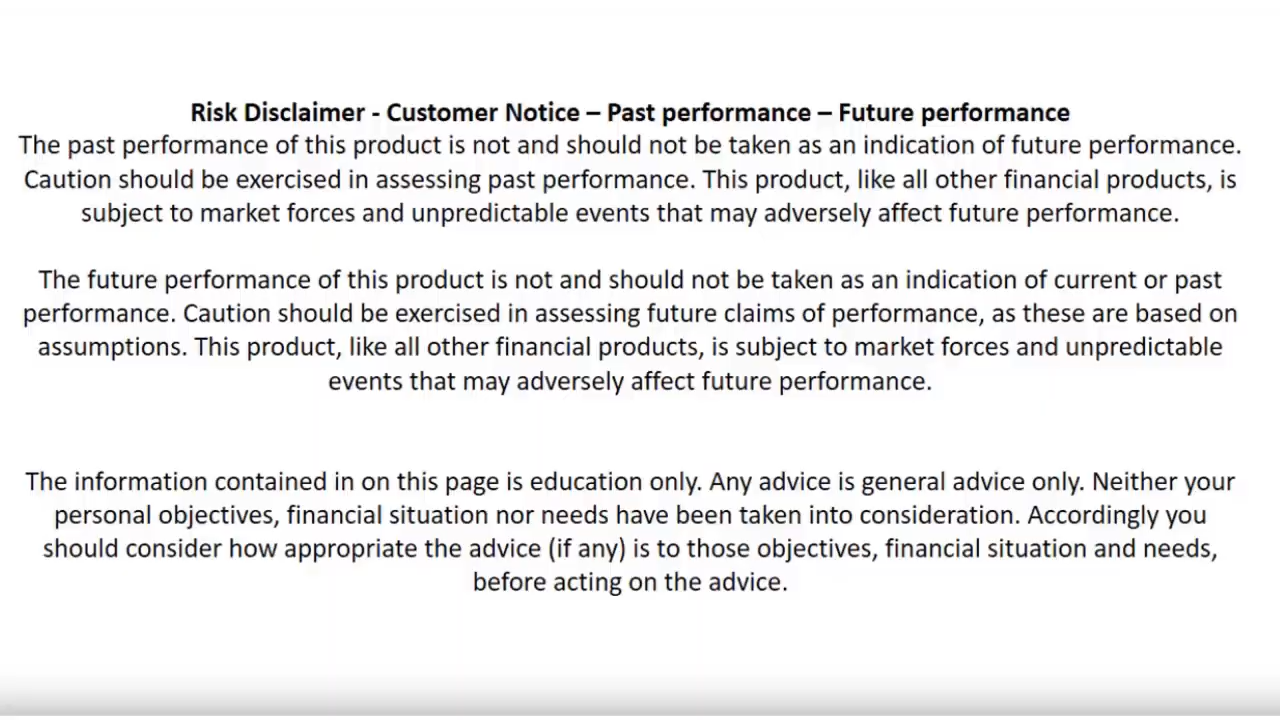 Risk Disclaimer - Customer Notice – Past performance – Future performance
The past performance of this product is not and should not be taken as an indication of future performance.
Caution should be exercised in assessing past performance. This product, like all other financial products, is
subject to market forces and unpredictable events that may adversely affect future performance.
The future performance of this product is not and should not be taken as an indication of current or past
performance. Caution should be exercised in assessing future claims of performance, as these are based on
assumptions. This product, like all other financial products, is subject to market forces and unpredictable
events that may adversely affect future performance.
The information contained in on this page is education only. Any advice is general advice only. Neither your
personal objectives, financial situation nor needs have been taken into consideration. Accordingly you
should consider how appropriate the advice (if any) is to those objectives, financial situation and needs,
before acting on the advice.